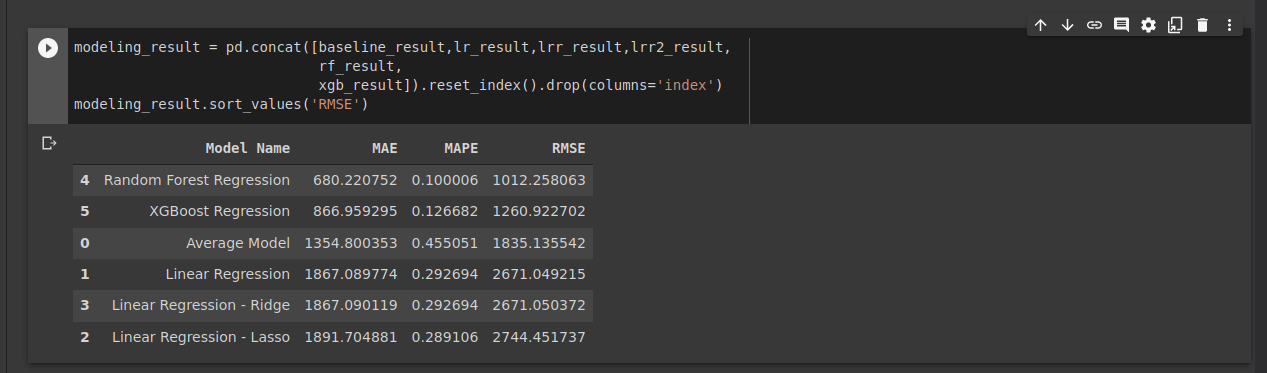 modeling_result = pd.concat([baseline_result,lr_result,lrr_result,lrr2_result,
rf_result,
xgb_result]).reset_index().drop(columns='index')
modeling_result.sort_values('RMSE')
Model Name MAE MAPE RMSE
4 Random Forest Regression 680.220752 0.100006 1012.258063
5 XGBoost Regression 866.959295 0.126682 1260.922702
0 Average Model 1354.800353 0.455051 1835.135542
1 Linear Regression 1867.089774 0.292694 2671.049215
3 Linear Regression - Ridge 1867.090119 0.292694 2671.050372
2 Linear Regression - Lasso 1891.704881 0.289106 2744.451737